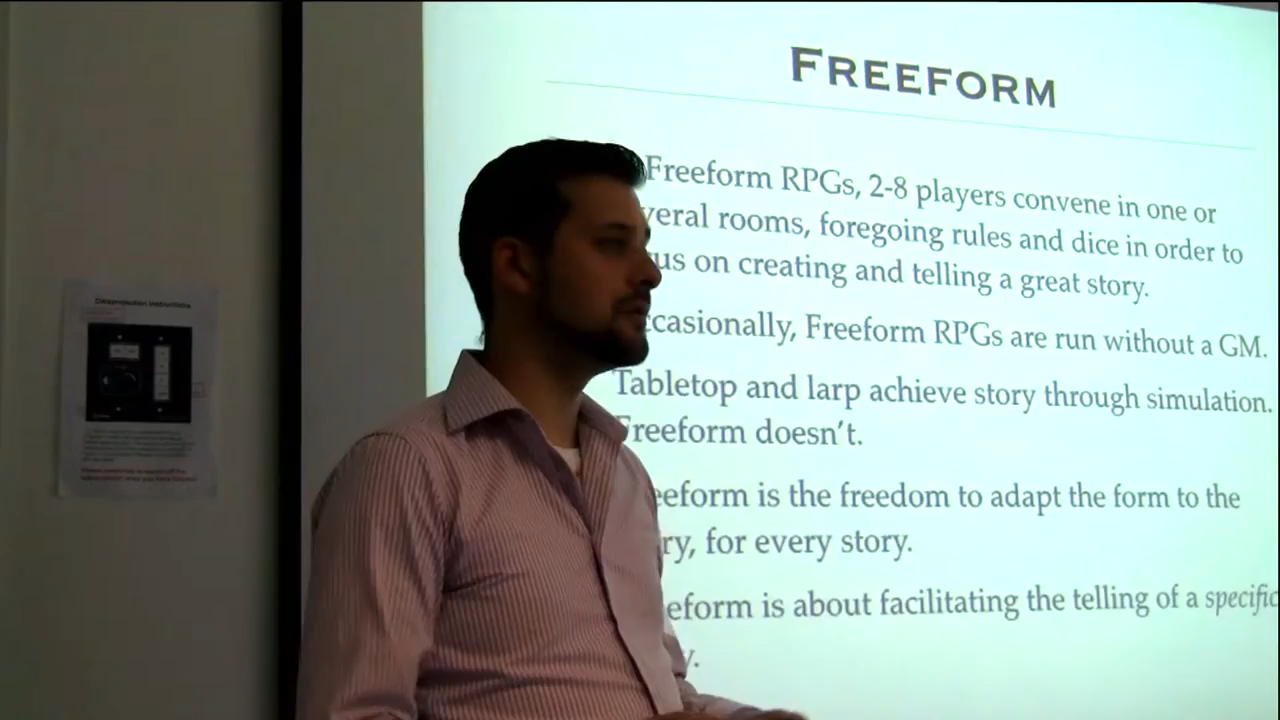 FREEFORM
Freeform RPGs, 2-8 players convene in one or
veral rooms, foregoing rules and dice in order to
us on creating and telling a great story.
ccasionally, Freeform RPGs are run without a GM.
Tabletop and larp achieve story through simulation.
Freeform doesn't.
eeform is the freedom to adapt the form to the
ry, for every story.
eeform is about facilitating the telling of a specific
y.